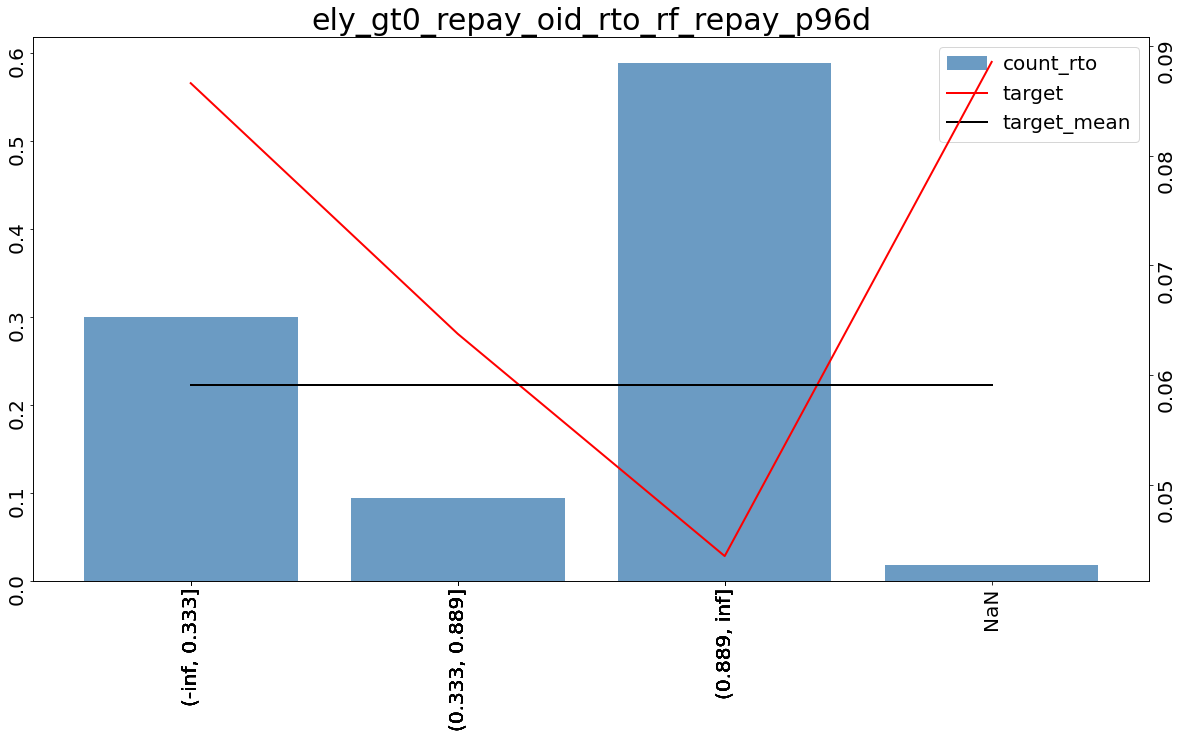 ely_gt0_repay_oid_rto_rf_repay_p96d
count_rto
target
target_mean
0.6
0.5
0.4
0.3
0.2
0.1
0.0
0.09
0.08
0.07
0.06
0.05
(-inf, 0.333]
(0.333, 0.889]
(0.889, inf]
NaN